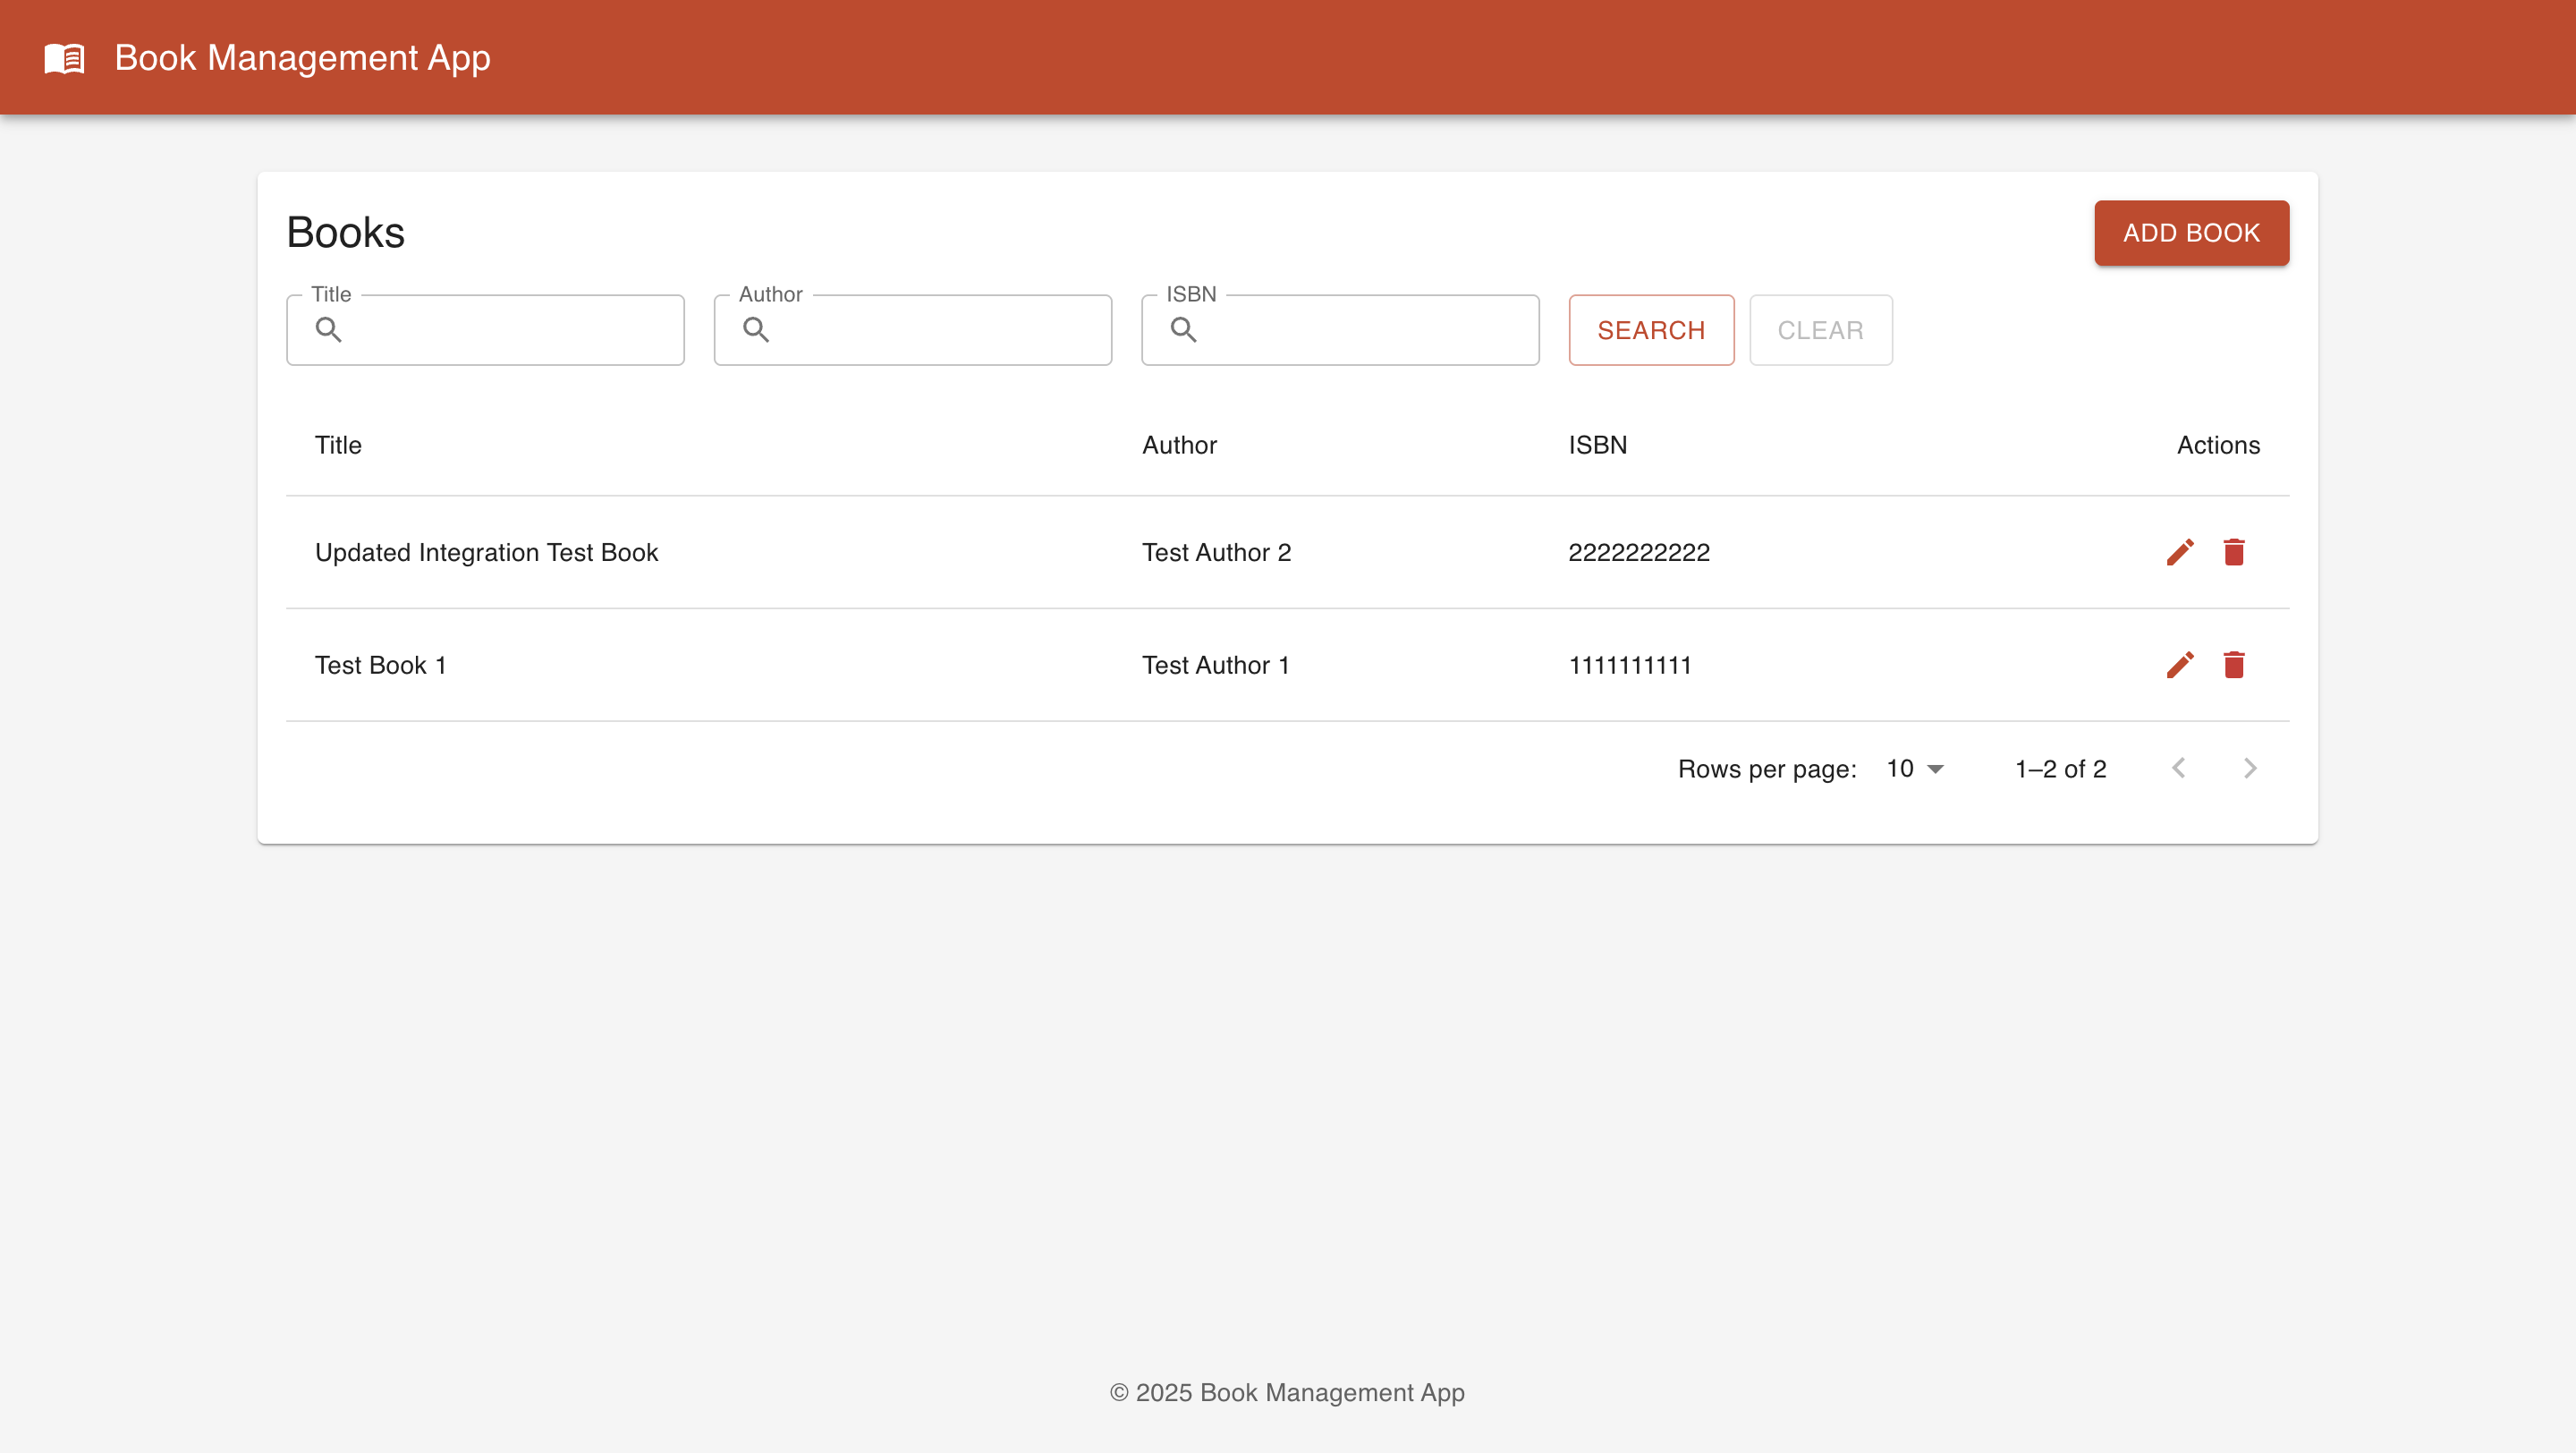 Book Management App
Books
ADD BOOK
Title
Author
ISBN
SEARCH
CLEAR
Title Author ISBN Actions
Updated Integration Test Book Test Author 2 2222222222
Test Book 1 Test Author 1 1111111111
Rows per page: 10 1–2 of 2
© 2025 Book Management App